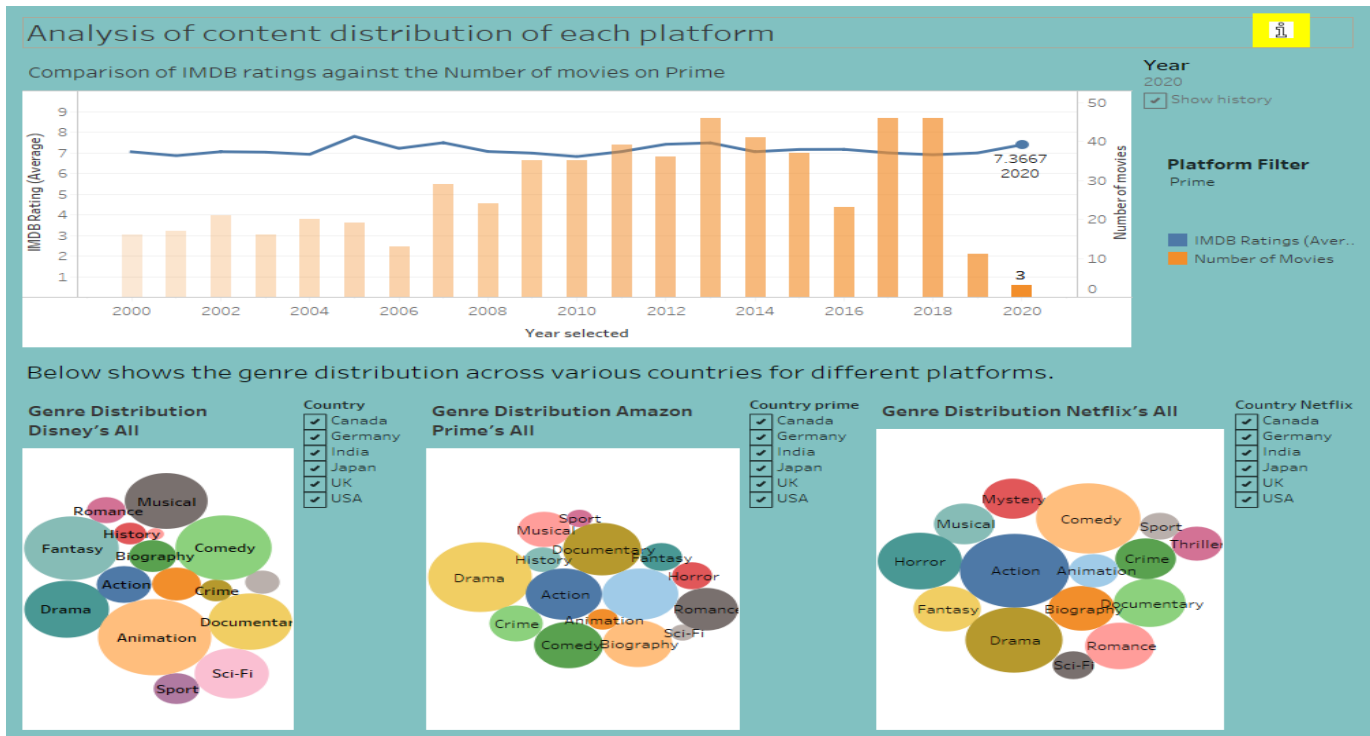 Analysis of content distribution of each platform
i
Comparison of IMDB ratings against the Number of movies on Prime
Year
2020
Show history
IMDB Rating (Average)
9
8
7
6
5
4
3
2
1
50
40
30
20
10
0
Number of movies
7.3667
2020
3
2000
2002
2004
2006
2008
2010
2012
2014
2016
2018
2020
Year selected
Platform Filter
Prime
IMDB Ratings (Aver..
Number of Movies
Below shows the genre distribution across various countries for different platforms.
Genre Distribution
Disney's All
Country
Canada
Germany
India
Japan
UK
USA
Musical
Romance
History
Fantasy
Biography
Comedy
Action
Crime
Drama
Documentar
Animation
Sci-Fi
Sport
Genre Distribution Amazon
Prime's All
Country prime
Canada
Germany
India
Japan
UK
USA
Sport
Musical
Documentary
History
Fantasy
Drama
Horror
Action
Romance
Animation
Crime
Sci-Fi
Comedy
Biography
Genre Distribution Netflix's All
Country Netflix
Canada
Germany
India
Japan
UK
USA
Mystery
Musical
Comedy
Sport
Thriller
Horror
Crime
Action
Animation
Fantasy
Biography
Documentary
Drama
Romance
Sci-Fi